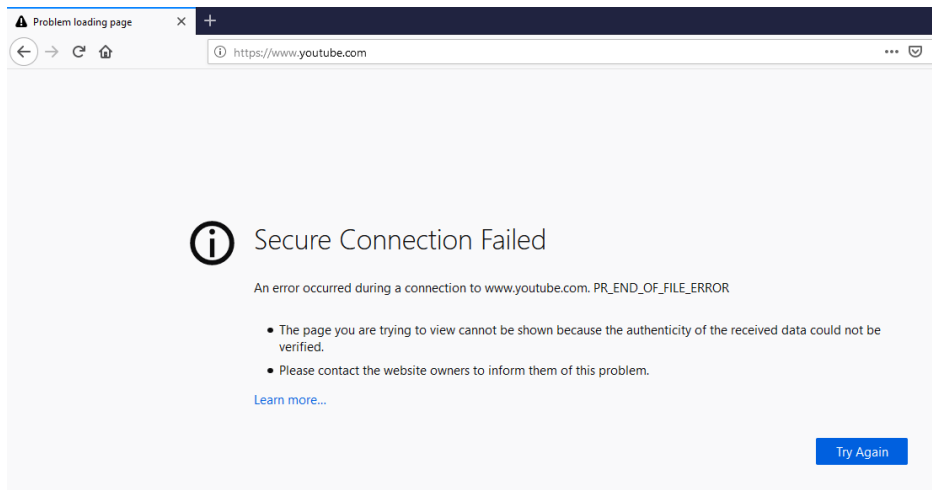 Problem loading page
https://www.youtube.com
Secure Connection Failed
An error occurred during a connection to www.youtube.com. PR_END_OF_FILE_ERROR
The page you are trying to view cannot be shown because the authenticity of the received data could not be
verified.
Please contact the website owners to inform them of this problem.
Learn more...
Try Again